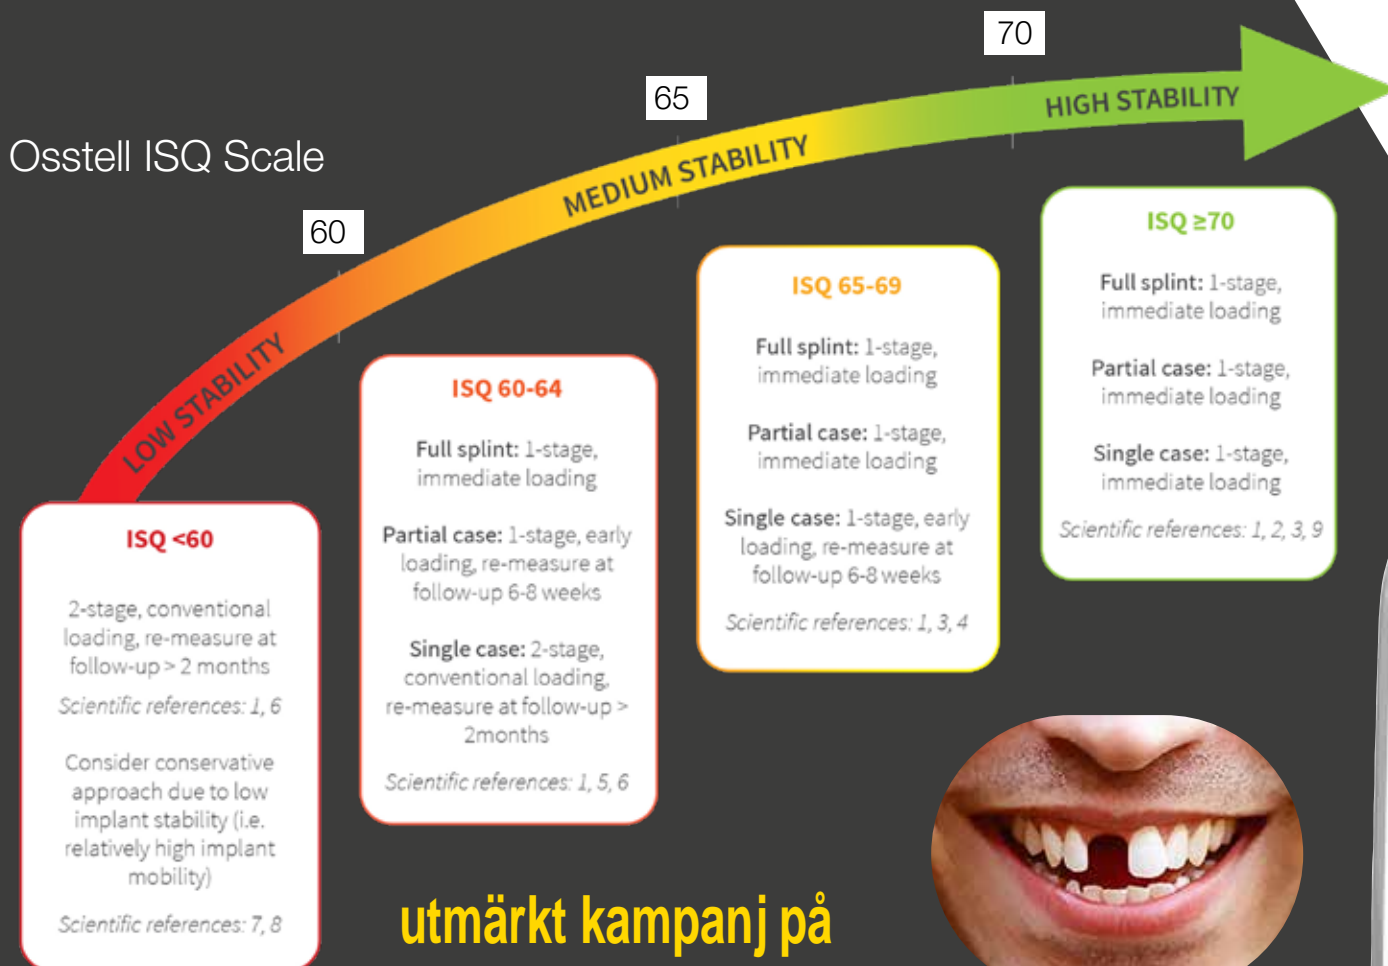 70
65
HIGH STABILITY
Osstell ISQ Scale
MEDIUM STABILITY
60
LOW STABILITY
ISQ <60
2-stage, conventional
loading, re-measure at
follow-up > 2 months
Scientific references: 1, 6
Consider conservative
approach due to low
implant stability (i.e.
relatively high implant
mobility)
Scientific references: 7, 8
ISQ 60-64
Full splint: 1-stage,
immediate loading
Partial case: 1-stage, early
loading, re-measure at
follow-up 6-8 weeks
Single case: 2-stage,
conventional loading,
re-measure at follow-up >
2months
Scientific references: 1, 5, 6
ISQ 65-69
Full splint: 1-stage,
immediate loading
Partial case: 1-stage,
immediate loading
Single case: 1-stage, early
loading, re-measure at
follow-up 6-8 weeks
Scientific references: 1, 3, 4
ISQ ≥70
Full splint: 1-stage,
immediate loading
Partial case: 1-stage,
immediate loading
Single case: 1-stage,
immediate loading
Scientific references: 1, 2, 3, 9
utmärkt kampanj på